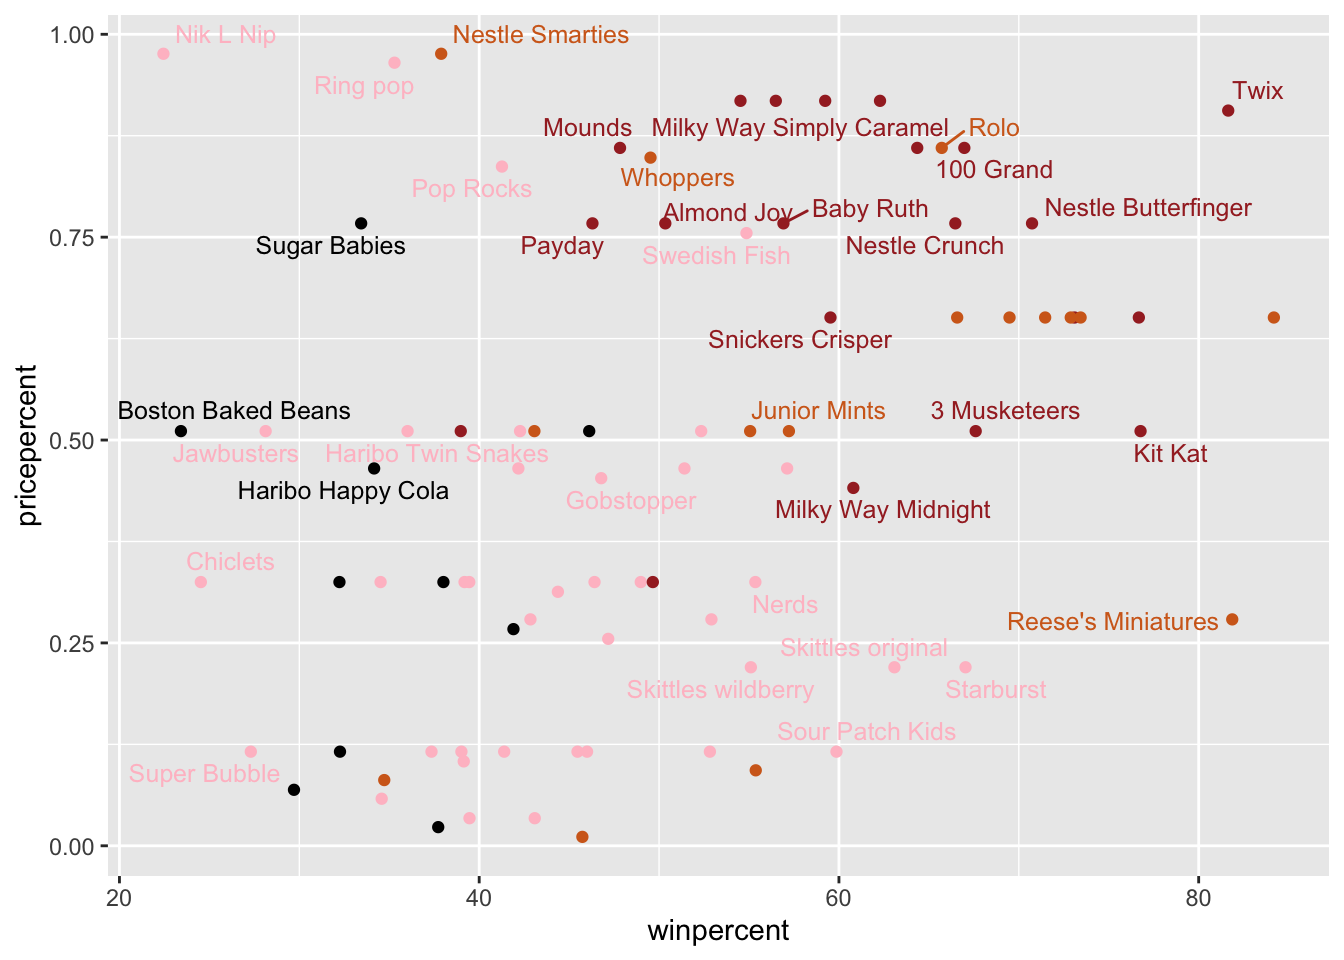 1.00
Nik L Nip
Nestle Smarties
Ring pop
Twix
Mounds
Milky Way Simply Caramel
Rolo
100 Grand
Whoppers
Pop Rocks
Almond Joy
Baby Ruth
Nestle Butterfinger
0.75
Sugar Babies
Payday
Swedish Fish
Nestle Crunch
Snickers Crisper
pricepercent
Boston Baked Beans
Junior Mints
3 Musketeers
0.50
Jawbusters
Haribo Twin Snakes
Kit Kat
Haribo Happy Cola
Gobstopper
Milky Way Midnight
Chiclets
Nerds
Reese's Miniatures
0.25
Skittles original
Skittles wildberry
Starburst
Sour Patch Kids
Super Bubble
0.00
20
40
60
80
winpercent